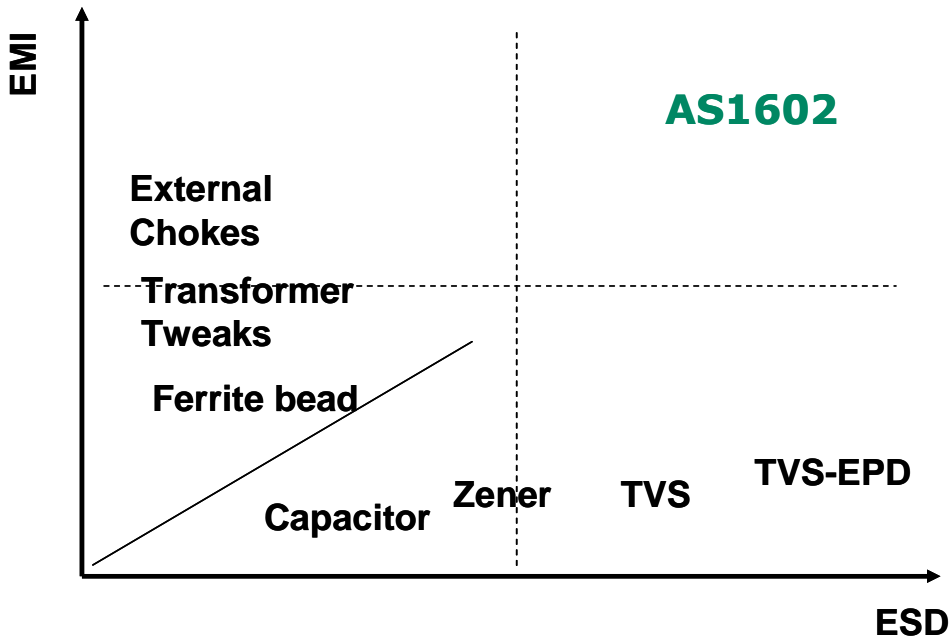 EMI
AS1602
External
Chokes
Transformer
Tweaks
Ferrite bead
Capacitor
Zener
TVS
TVS-EPD
ESD